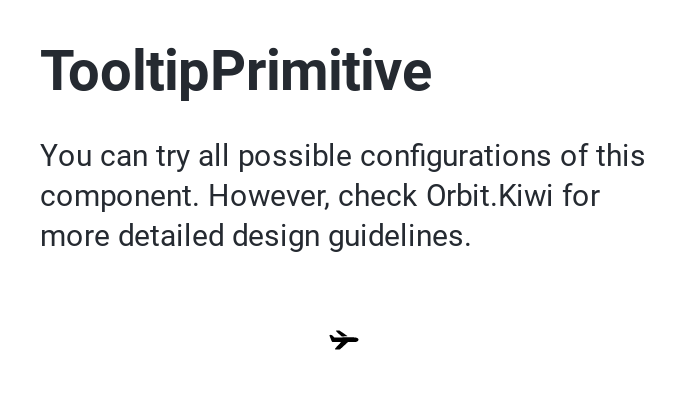 TooltipPrimitive
You can try all possible configurations of this
component. However, check Orbit.Kiwi for
more detailed design guidelines.